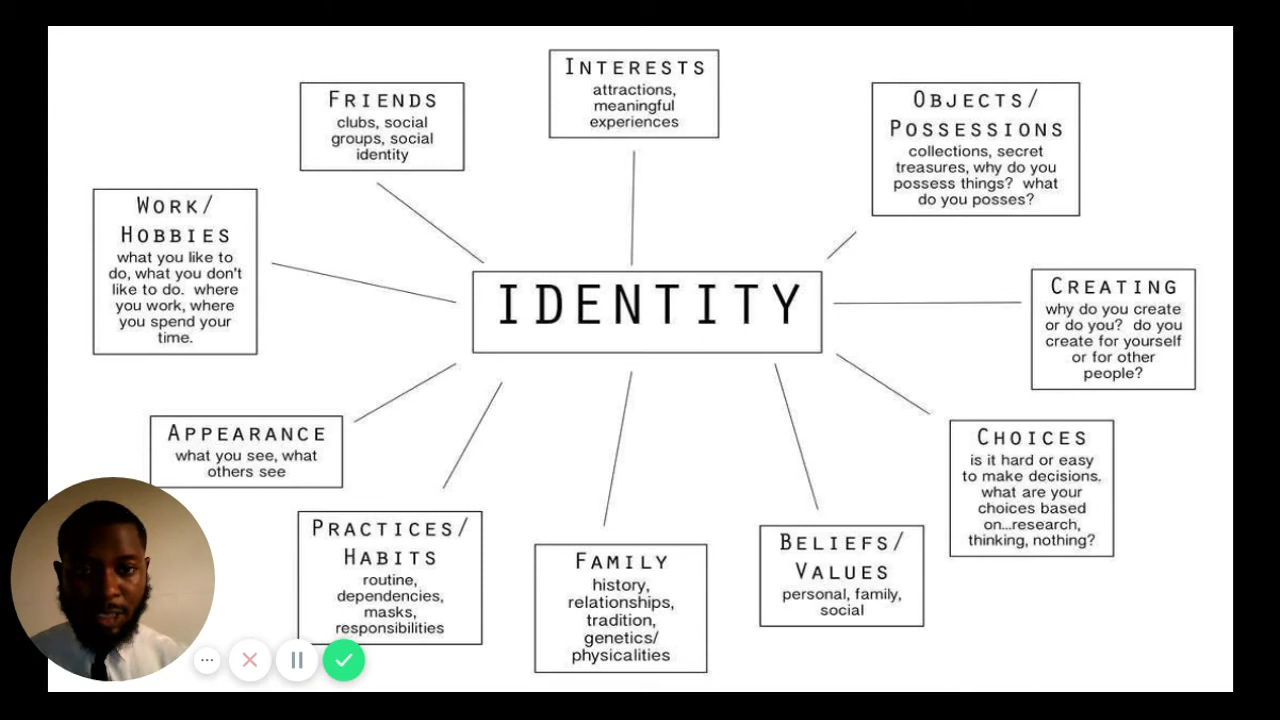 INTERESTS
attractions,
meaningful
experiences
FRIENDS
clubs, social
groups, social
identity
OBJECTS/
POSSESSIONS
collections, secret
treasures, why do you
possess things?  what
do you posses?
WORK/
HOBBIES
what you like to
do, what you don't
like to do.  where
you work, where
you spend your
time.
IDENTITY
CREATING
why do you create
or do you?  do you
create for yourself
or for other
people?
APPEARANCE
what you see, what
others see
CHOICES
is it hard or easy
to make decisions.
what are your
choices based
on...research,
thinking, nothing?
PRACTICES/
HABITS
routine,
dependencies,
masks,
responsibilities
FAMILY
history,
relationships,
tradition,
genetics/
physicalities
BELIEFS/
VALUES
personal, family,
social